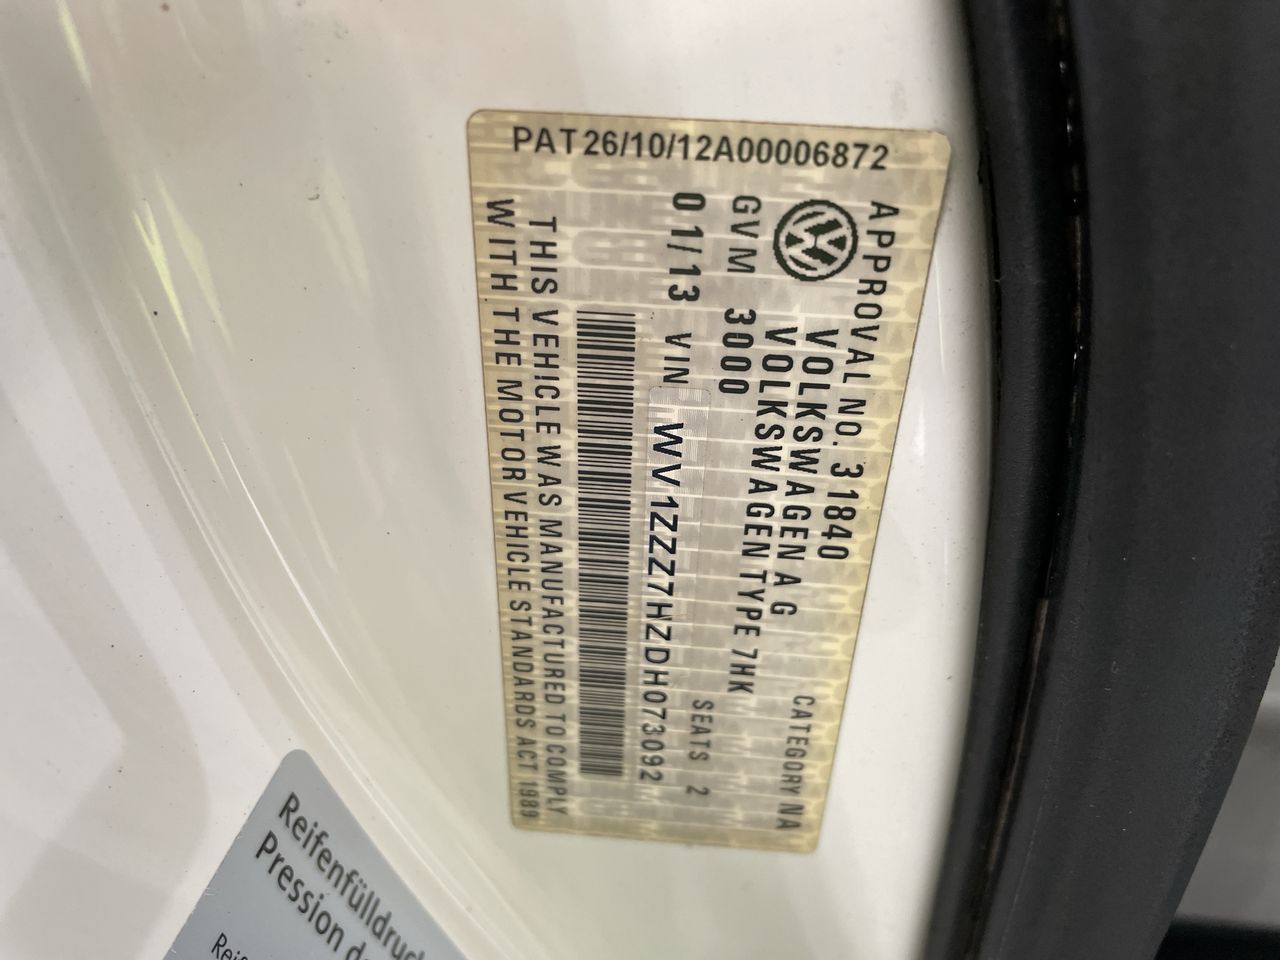 PAT26/10/12A00006872
APPROVAL NO. 31840
VOLKSWAGEN AG
VOLKSWAGEN TYPE 7HK
CATEGORY NA
GVM 3000
SEATS 2
01/13 VIN WV1ZZZ7HZDH073092
THIS VEHICLE WAS MANUFACTURED TO COMPLY
WITH THE MOTOR VEHICLE STANDARDS ACT 1989
Reifenfülldruc
Pression d